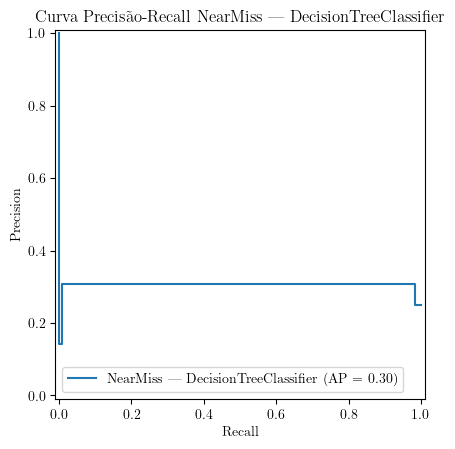 Curva Precisão-Recall NearMiss — DecisionTreeClassifier
1.0
0.8
0.6
0.4
0.2
0.0
Precision
NearMiss — DecisionTreeClassifier (AP = 0.30)
0.0 0.2 0.4 0.6 0.8 1.0
Recall